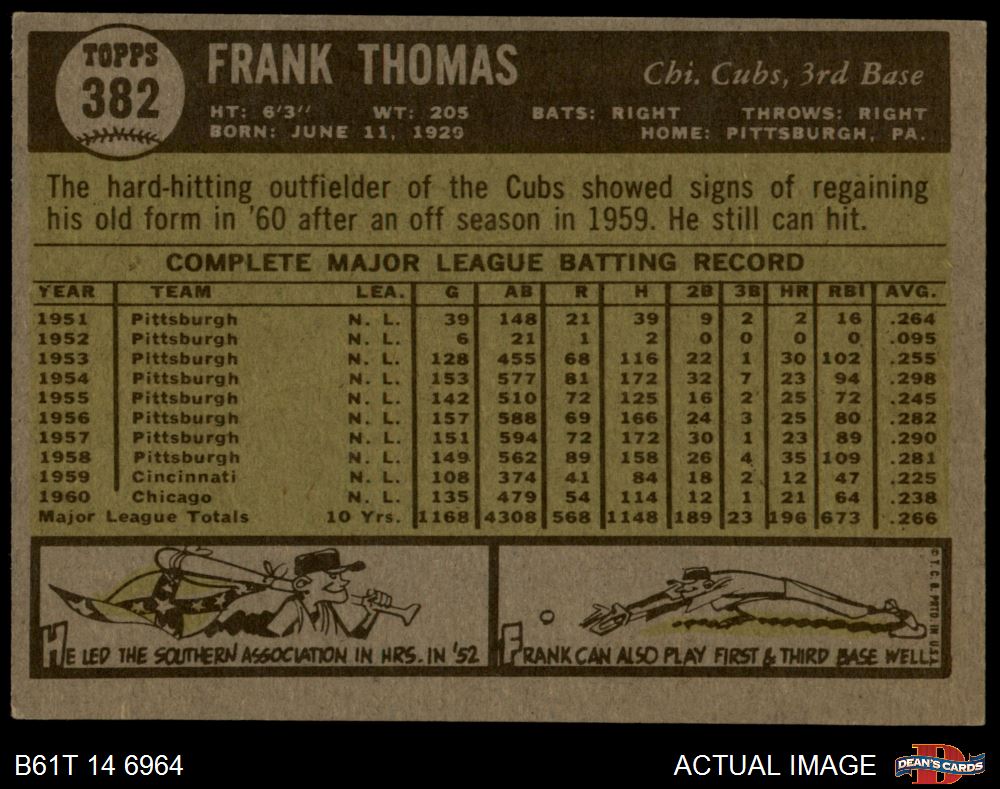 TOPPS
382
FRANK THOMAS
Chi. Cubs, 3rd Base
HT: 6'3" WT: 205 BATS: RIGHT THROWS: RIGHT
BORN: JUNE 11, 1929 HOME: PITTSBURGH, PA.
The hard-hitting outfielder of the Cubs showed signs of regaining
his old form in '60 after an off season in 1959. He still can hit.
COMPLETE MAJOR LEAGUE BATTING RECORD
YEAR TEAM LEA. G AB R H 2B 3B HR RBI AVG.
1951 Pittsburgh N. L. 39 148 21 39 9 2 2 16 .264
1952 Pittsburgh N. L. 6 21 1 2 0 0 0 0 .095
1953 Pittsburgh N. L. 128 455 68 116 22 1 30 102 .255
1954 Pittsburgh N. L. 153 577 81 172 32 7 23 94 .298
1955 Pittsburgh N. L. 142 510 72 125 16 2 25 72 .245
1956 Pittsburgh N. L. 157 588 69 166 24 3 25 80 .282
1957 Pittsburgh N. L. 151 594 72 172 30 1 23 89 .290
1958 Pittsburgh N. L. 149 562 89 158 26 4 35 109 .281
1959 Cincinnati N. L. 108 374 41 84 18 2 12 47 .225
1960 Chicago N. L. 135 479 54 114 12 1 21 64 .238
Major League Totals 10 Yrs. 1168 4308 568 1148 189 23 196 673 .266
HE LED THE SOUTHERN ASSOCIATION IN HRS. IN '52
FRANK CAN ALSO PLAY FIRST & THIRD BASE WELL!
© T. C. G. PRTD. IN U.S.A.
B61T 14 6964
ACTUAL IMAGE
D
DEAN'S CARDS